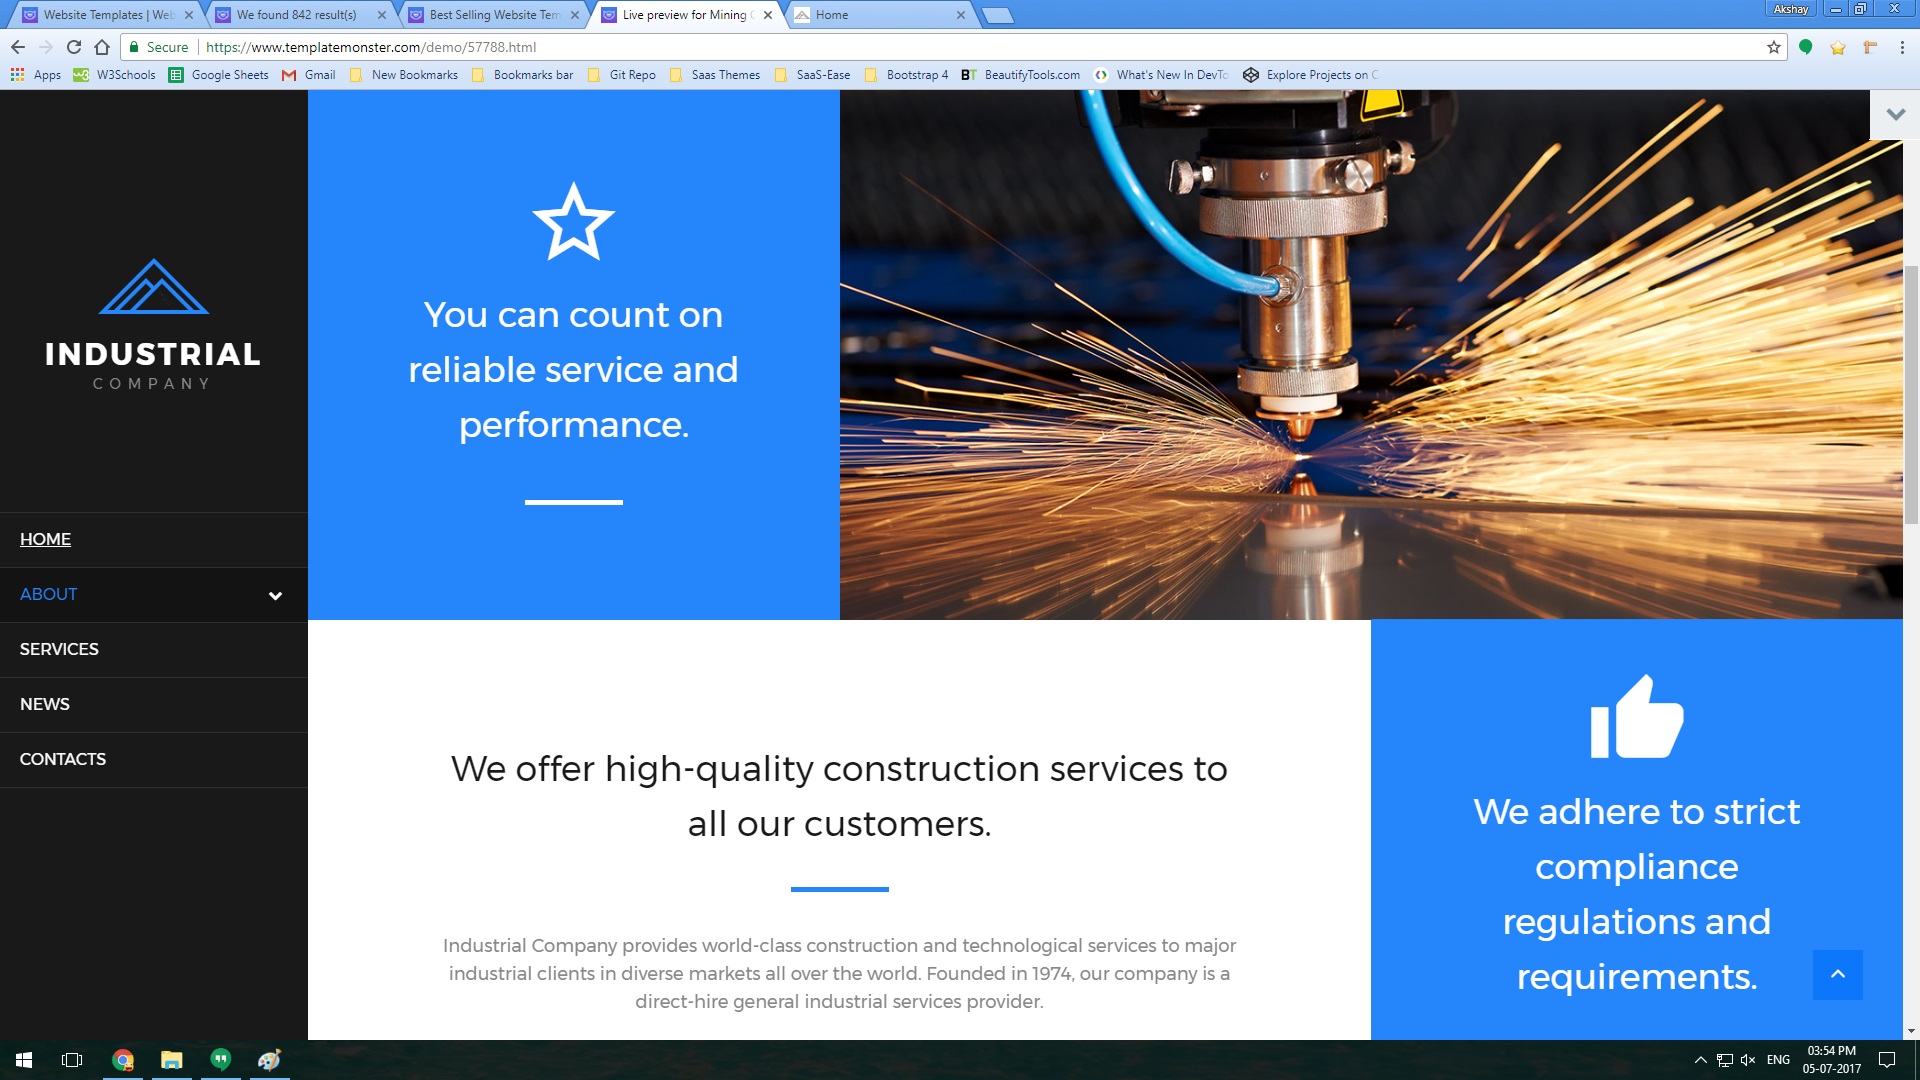 Website Templates | Web
We found 842 result(s)
Best Selling Website Tem
Live preview for Mining
Home
Akshay
Secure
https://www.templatemonster.com/demo/57788.html
Apps
W3Schools
Google Sheets
Gmail
New Bookmarks
Bookmarks bar
Git Repo
Saas Themes
SaaS-Ease
Bootstrap 4
BT
BeautifyTools.com
What's New In DevTo
Explore Projects on C
INDUSTRIAL
COMPANY
HOME
ABOUT
SERVICES
NEWS
CONTACTS
You can count on
reliable service and
performance.
We offer high-quality construction services to
all our customers.
Industrial Company provides world-class construction and technological services to major
industrial clients in diverse markets all over the world. Founded in 1974, our company is a
direct-hire general industrial services provider.
We adhere to strict
compliance
regulations and
requirements.
ENG
03:54 PM
05-07-2017